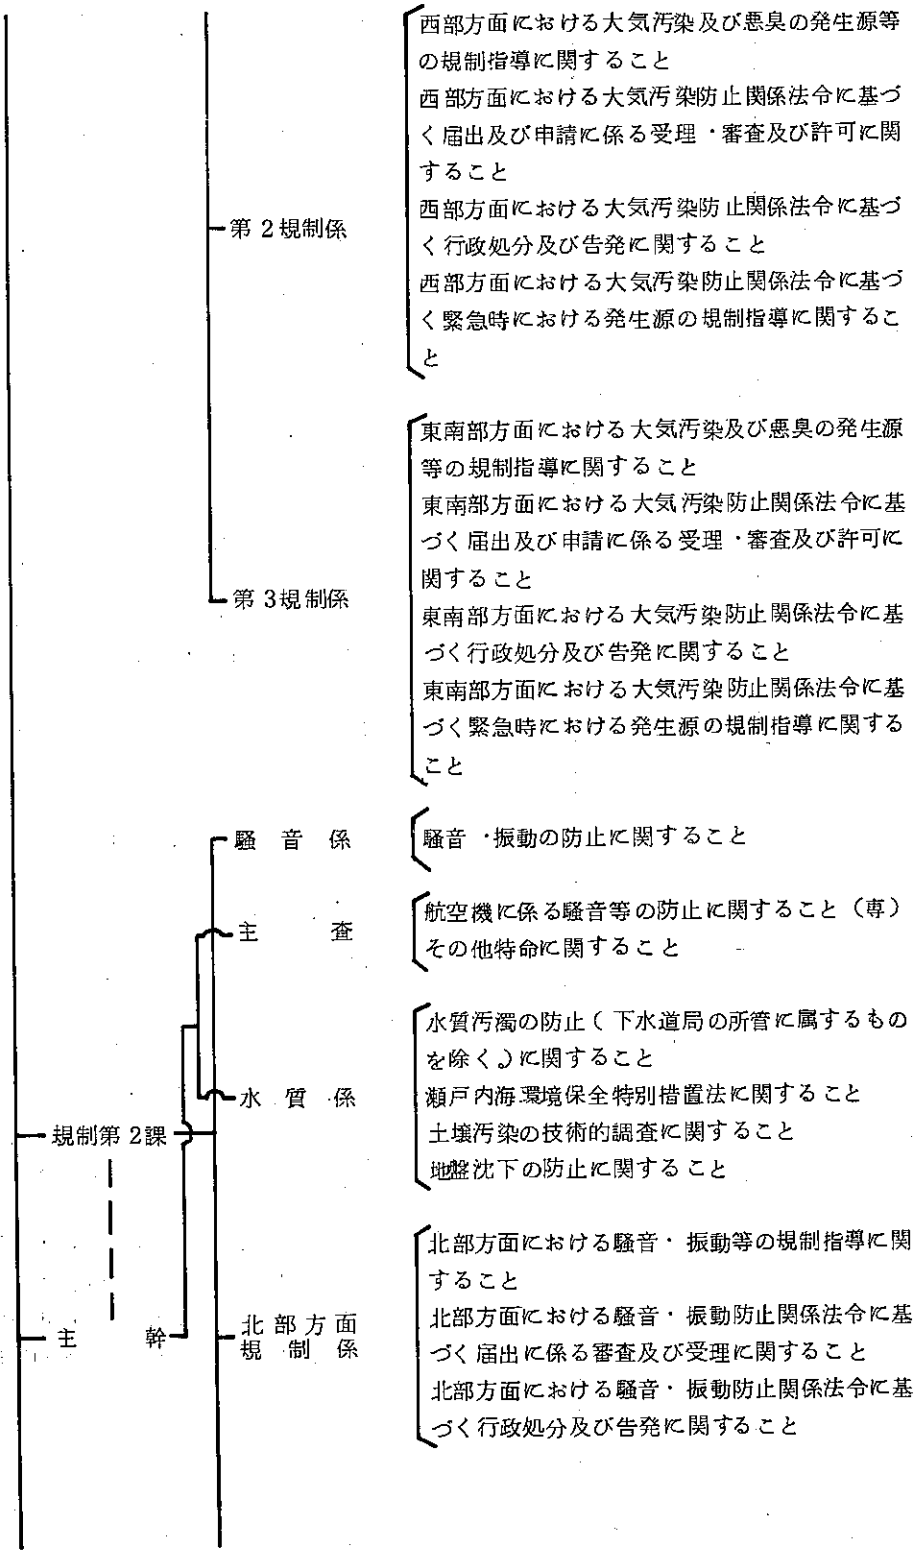 西部方面における大気汚染及び悪臭の発生源等
の規制指導に関すること
西部方面における大気汚染防止関係法令に基づ
く届出及び申請に係る受理・審査及び許可に関
すること
第2規制係
西部方面における大気汚染防止関係法令に基づ
く行政処分及び告発に関すること
西部方面における大気汚染防止関係法令に基づ
く緊急時における発生源の規制指導に関するこ
と
東南部方面における大気汚染及び悪臭の発生源
等の規制指導に関すること
東南部方面における大気汚染防止関係法令に基
づく届出及び申請に係る受理・審査及び許可に
関すること
第3規制係
東南部方面における大気汚染防止関係法令に基
づく行政処分及び告発に関すること
東南部方面における大気汚染防止関係法令に基
づく緊急時における発生源の規制指導に関する
こと
騒音係
騒音・振動の防止に関すること
主査
航空機に係る騒音等の防止に関すること(専)
その他特命に関すること
水質汚濁の防止(下水道局の所管に属するもの
を除く。)に関すること
水質係
瀬戸内海環境保全特別措置法に関すること
土壌汚染の技術的調査に関すること
地盤沈下の防止に関すること
規制第2課
北部方面における騒音・振動等の規制指導に関
すること
主幹
北部方面
規制係
北部方面における騒音・振動防止関係法令に基
づく届出に係る審査及び受理に関すること
北部方面における騒音・振動防止関係法令に基
づく行政処分及び告発に関すること